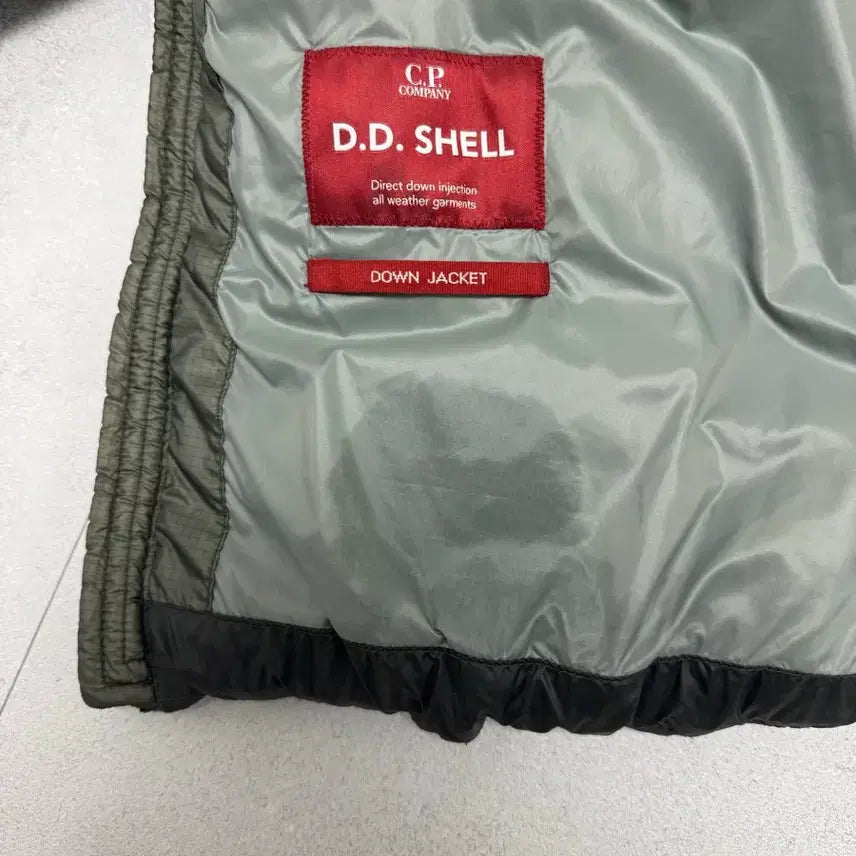 C.P.
COMPANY
D.D. SHELL
Direct down injection
all weather garments
DOWN JACKET